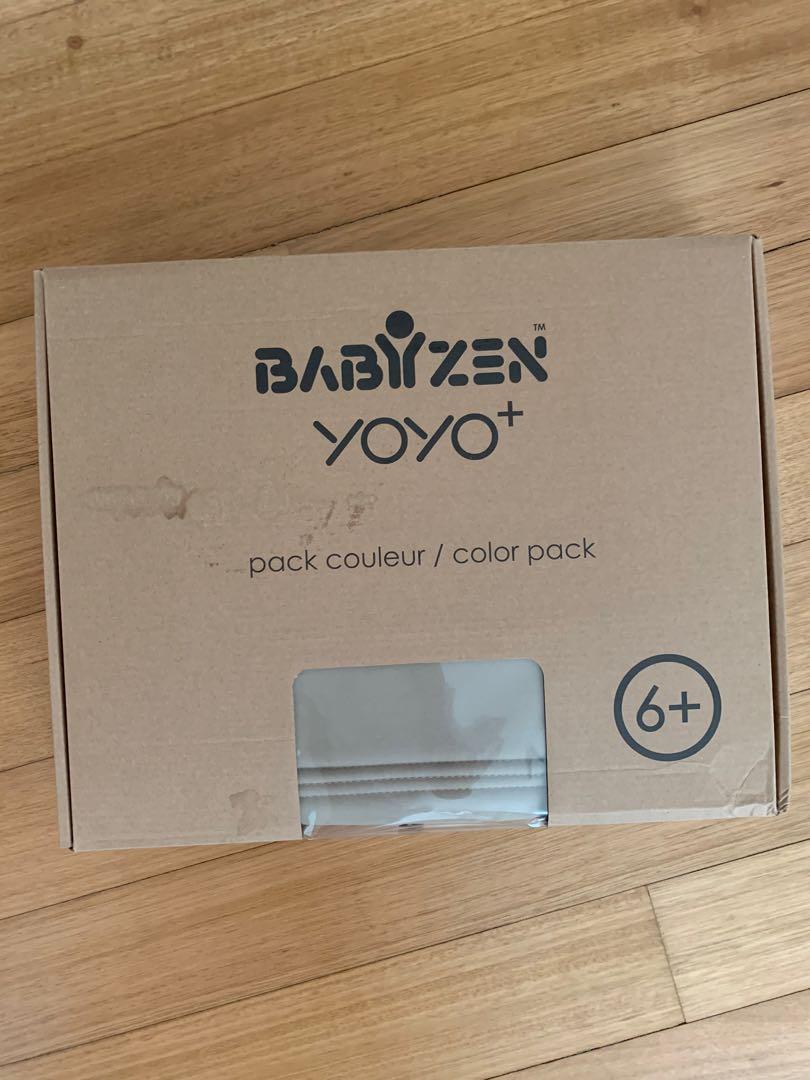 BABYZEN™
YOYO+
pack couleur / color pack
6+